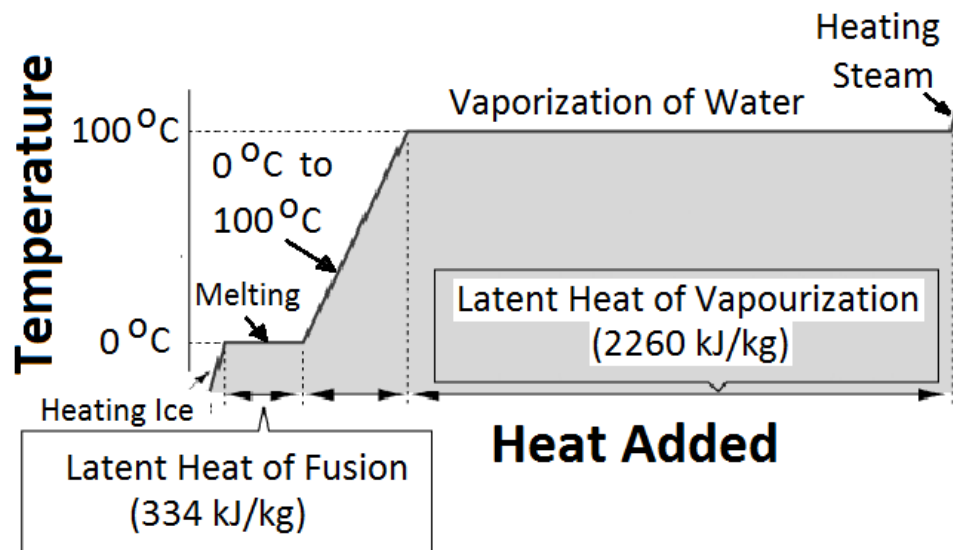 Heating
Steam
Vaporization of Water
100 °C
0 °C to
100 °C
Temperature
Melting
0 °C
Latent Heat of Vapourization
(2260 kJ/kg)
Heating Ice
Heat Added
Latent Heat of Fusion
(334 kJ/kg)